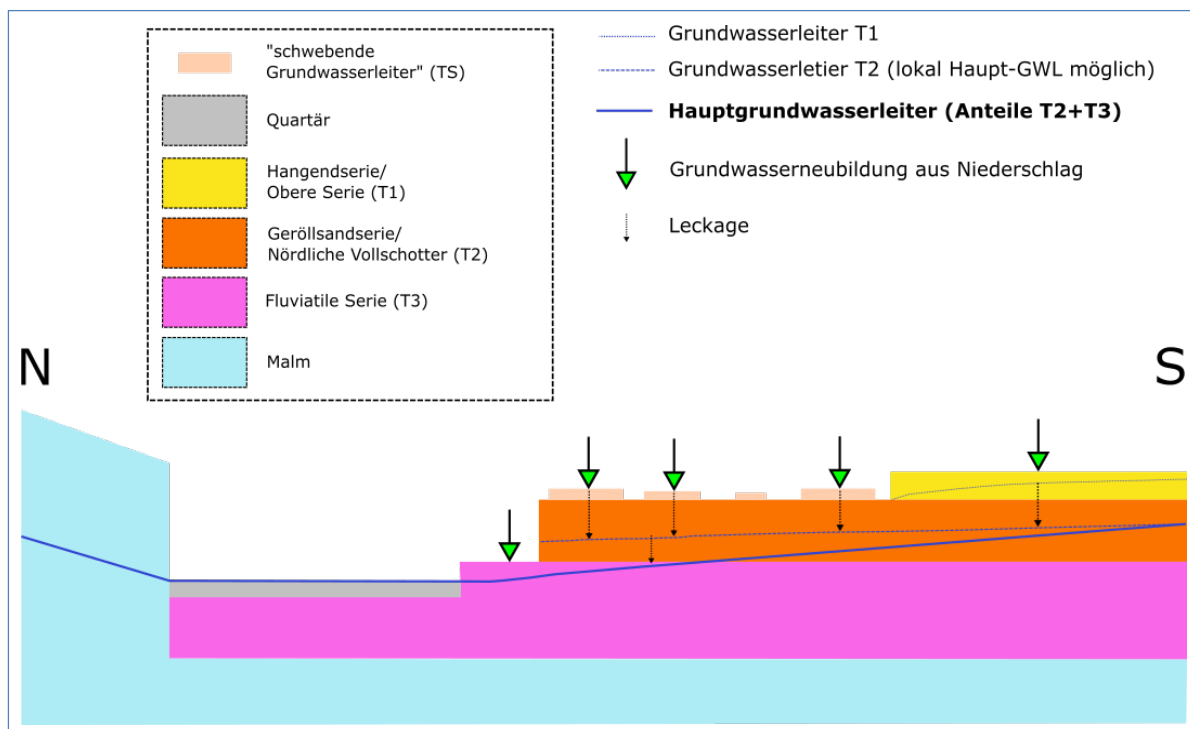 "schwebende
Grundwasserleiter" (TS)
Quartär
Hangendserie/
Obere Serie (T1)
Geröllsandserie/
Nördliche Vollschotter (T2)
Fluviatile Serie (T3)
Malm
Grundwasserleiter T1
Grundwasserletier T2 (lokal Haupt-GWL möglich)
Hauptgrundwasserleiter (Anteile T2+T3)
Grundwasserneubildung aus Niederschlag
Leckage
N
S